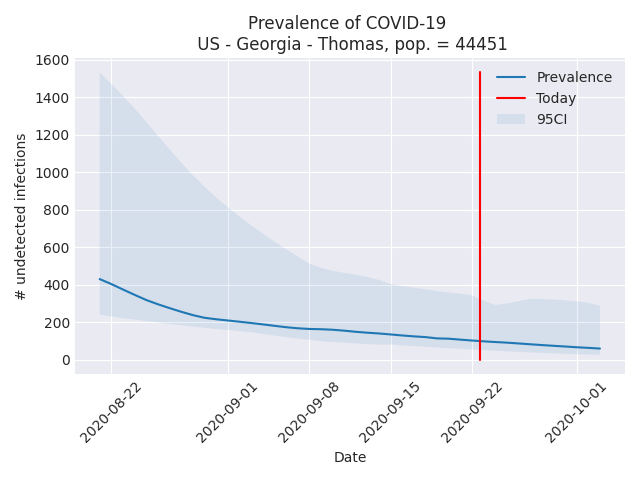 Prevalence of COVID-19
US - Georgia - Thomas, pop. = 44451
1600
1400
1200
1000
800
600
400
200
0
# undetected infections
Prevalence
Today
95CI
2020-08-22
2020-09-01
2020-09-08
2020-09-15
2020-09-22
2020-10-01
Date